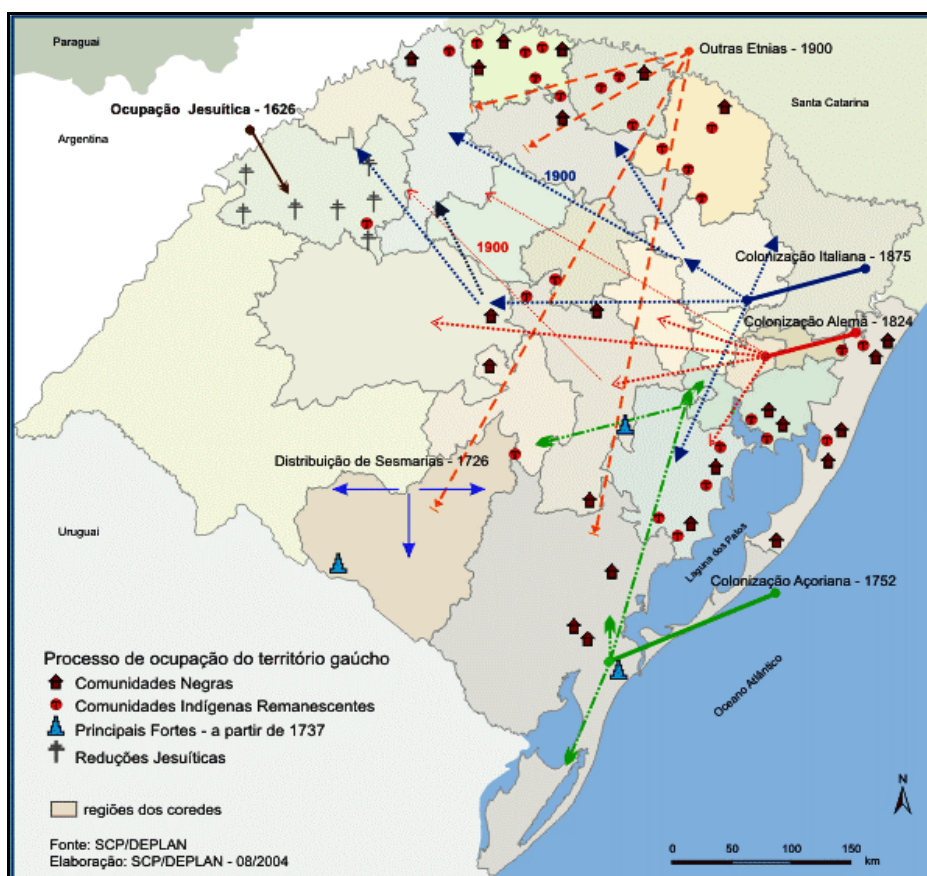 Paraguai
Outras Etnias - 1900
Ocupação Jesuítica - 1626
Santa Catarina
Argentina
1900
1900
Colonização Italiana - 1875
Colonização Alemã - 1824
Distribuição de Sesmarias - 1726
Uruguai
Laguna dos Patos
Colonização Açoriana - 1752
Oceano Atlântico
Processo de ocupação do território gaúcho
Comunidades Negras
Comunidades Indígenas Remanescentes
Principais Fortes - a partir de 1737
Reduções Jesuíticas
regiões dos coredes
Fonte: SCP/DEPLAN
Elaboração: SCP/DEPLAN - 08/2004
N
0 50 100 150
km